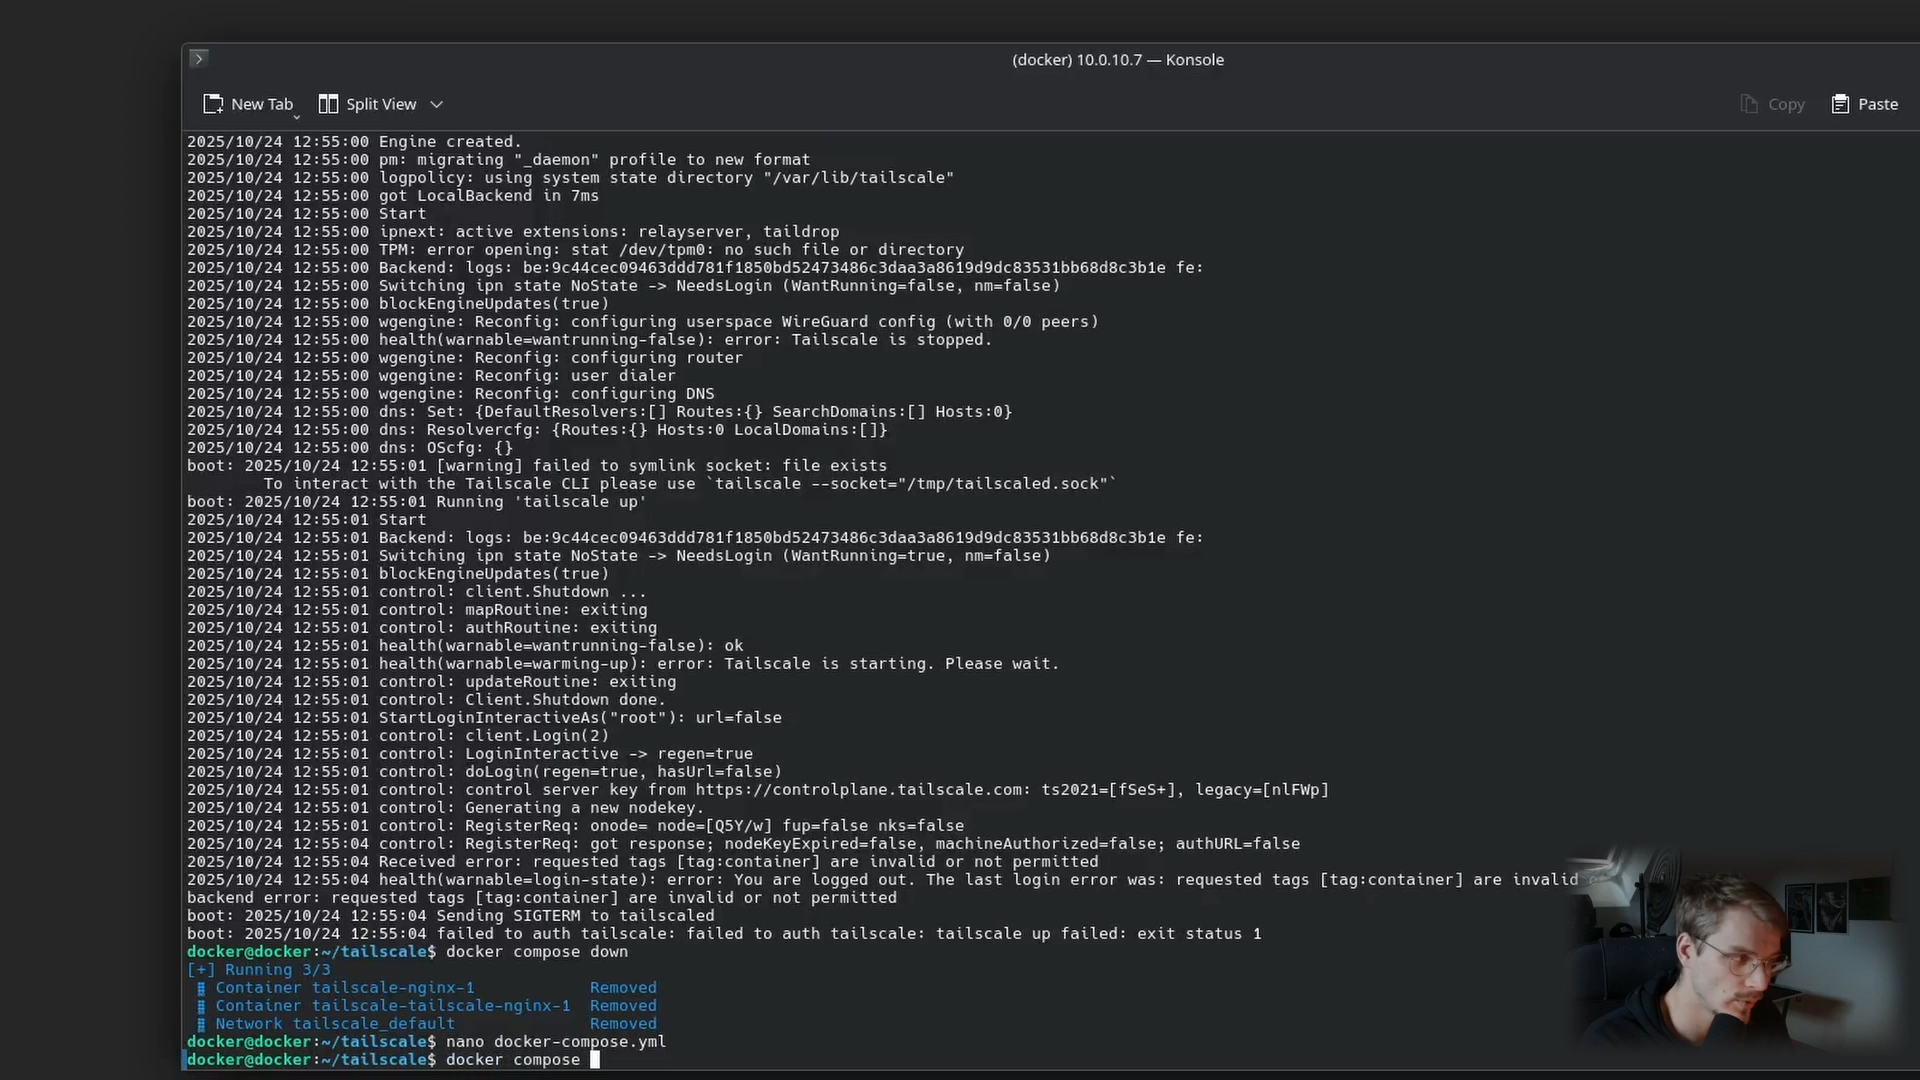 (docker) 10.0.10.7 — Konsole
New Tab
Split View
Copy
Paste
2025/10/24 12:55:00 Engine created.
2025/10/24 12:55:00 pm: migrating "_daemon" profile to new format
2025/10/24 12:55:00 logpolicy: using system state directory "/var/lib/tailscale"
2025/10/24 12:55:00 got LocalBackend in 7ms
2025/10/24 12:55:00 Start
2025/10/24 12:55:00 ipnext: active extensions: relayserver, taildrop
2025/10/24 12:55:00 TPM: error opening: stat /dev/tpm0: no such file or directory
2025/10/24 12:55:00 Backend: logs: be:9c44cec09463ddd781f1850bd52473486c3daa3a8619d9dc83531bb68d8c3b1e fe:
2025/10/24 12:55:00 Switching ipn state NoState -> NeedsLogin (WantRunning=false, nm=false)
2025/10/24 12:55:00 blockEngineUpdates(true)
2025/10/24 12:55:00 wgengine: Reconfig: configuring userspace WireGuard config (with 0/0 peers)
2025/10/24 12:55:00 health(warnable=wantrunning-false): error: Tailscale is stopped.
2025/10/24 12:55:00 wgengine: Reconfig: configuring router
2025/10/24 12:55:00 wgengine: Reconfig: user dialer
2025/10/24 12:55:00 wgengine: Reconfig: configuring DNS
2025/10/24 12:55:00 dns: Set: {DefaultResolvers:[] Routes:{} SearchDomains:[] Hosts:0}
2025/10/24 12:55:00 dns: Resolvercfg: {Routes:{} Hosts:0 LocalDomains:[]}
2025/10/24 12:55:00 dns: OScfg: {}
boot: 2025/10/24 12:55:01 [warning] failed to symlink socket: file exists
To interact with the Tailscale CLI please use `tailscale --socket="/tmp/tailscaled.sock"`
boot: 2025/10/24 12:55:01 Running 'tailscale up'
2025/10/24 12:55:01 Start
2025/10/24 12:55:01 Backend: logs: be:9c44cec09463ddd781f1850bd52473486c3daa3a8619d9dc83531bb68d8c3b1e fe:
2025/10/24 12:55:01 Switching ipn state NoState -> NeedsLogin (WantRunning=true, nm=false)
2025/10/24 12:55:01 blockEngineUpdates(true)
2025/10/24 12:55:01 control: client.Shutdown ...
2025/10/24 12:55:01 control: mapRoutine: exiting
2025/10/24 12:55:01 control: authRoutine: exiting
2025/10/24 12:55:01 health(warnable=wantrunning-false): ok
2025/10/24 12:55:01 health(warnable=warming-up): error: Tailscale is starting. Please wait.
2025/10/24 12:55:01 control: updateRoutine: exiting
2025/10/24 12:55:01 control: Client.Shutdown done.
2025/10/24 12:55:01 StartLoginInteractiveAs("root"): url=false
2025/10/24 12:55:01 control: client.Login(2)
2025/10/24 12:55:01 control: LoginInteractive -> regen=true
2025/10/24 12:55:01 control: doLogin(regen=true, hasUrl=false)
2025/10/24 12:55:01 control: control server key from https://controlplane.tailscale.com: ts2021=[fSeS+], legacy=[nlFWp]
2025/10/24 12:55:01 control: Generating a new nodekey.
2025/10/24 12:55:01 control: RegisterReq: onode= node=[Q5Y/w] fup=false nks=false
2025/10/24 12:55:04 control: RegisterReq: got response; nodeKeyExpired=false, machineAuthorized=false; authURL=false
2025/10/24 12:55:04 Received error: requested tags [tag:container] are invalid or not permitted
2025/10/24 12:55:04 health(warnable=login-state): error: You are logged out. The last login error was: requested tags [tag:container] are invalid
backend error: requested tags [tag:container] are invalid or not permitted
boot: 2025/10/24 12:55:04 Sending SIGTERM to tailscaled
boot: 2025/10/24 12:55:04 failed to auth tailscale: failed to auth tailscale: tailscale up failed: exit status 1
docker@docker:~/tailscale$ docker compose down
[+] Running 3/3
Container tailscale-nginx-1 Removed
Container tailscale-tailscale-nginx-1 Removed
Network tailscale_default Removed
docker@docker:~/tailscale$ nano docker-compose.yml
docker@docker:~/tailscale$ docker compose